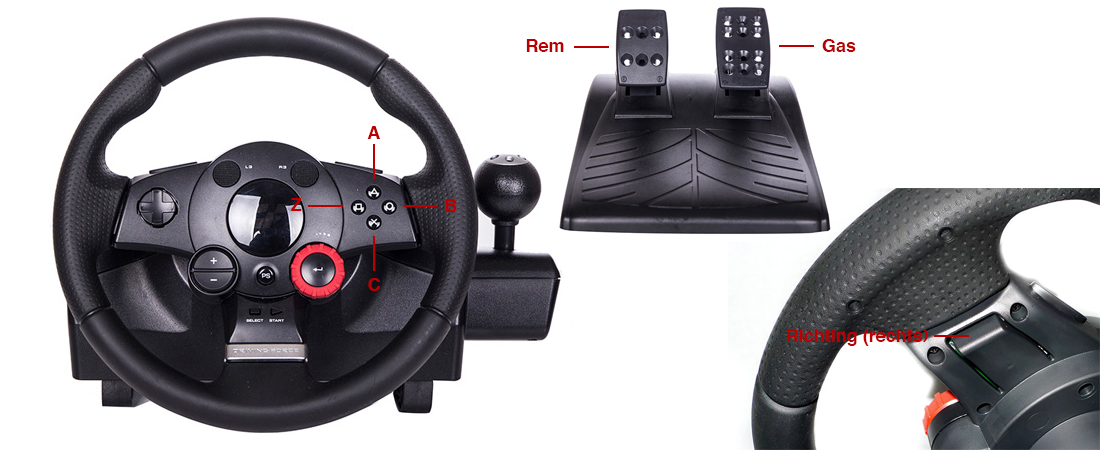 Rem
Gas
A
L3
R3
Z
B
C
+
−
PS
SELECT
START
DRIVING FORCE
Richting (rechts)